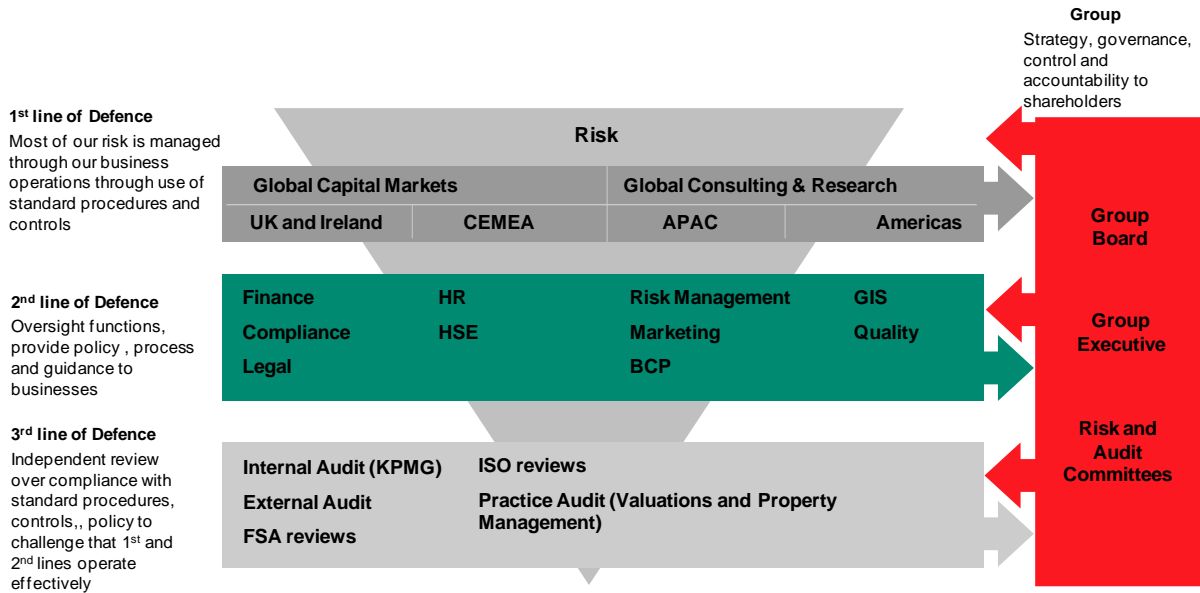 Group
Strategy, governance,
control and
accountability to
shareholders
1st line of Defence
Most of our risk is managed
through our business
operations through use of
standard procedures and
controls
Risk
Global Capital Markets
Global Consulting & Research
UK and Ireland
CEMEA
APAC
Americas
Group
Board
2nd line of Defence
Oversight functions,
provide policy , process
and guidance to
businesses
Finance
HR
Risk Management
GIS
Compliance
HSE
Marketing
Quality
Legal
BCP
Group
Executive
3rd line of Defence
Independent review
over compliance with
standard procedures,
controls,, policy to
challenge that 1st and
2nd lines operate
effectively
Internal Audit (KPMG)
ISO reviews
External Audit
Practice Audit (Valuations and Property
Management)
FSA reviews
Risk and
Audit
Committees